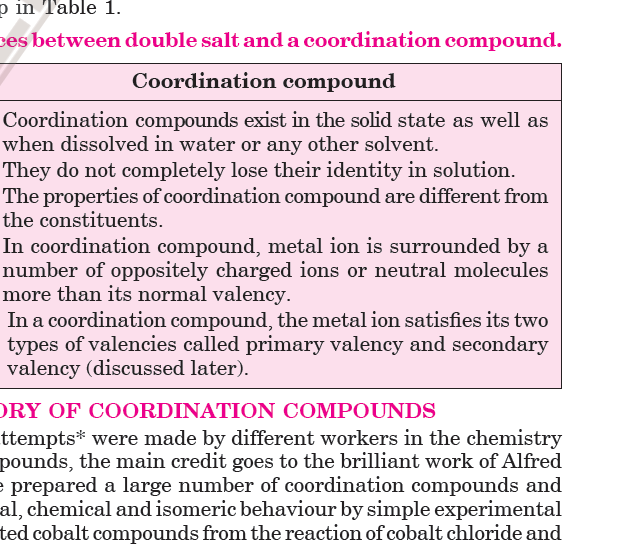 p in Table 1.
ces between double salt and a coordination compound.
Coordination compound
Coordination compounds exist in the solid state as well as
when dissolved in water or any other solvent.
They do not completely lose their identity in solution.
The properties of coordination compound are different from
the constituents.
In coordination compound, metal ion is surrounded by a
number of oppositely charged ions or neutral molecules
more than its normal valency.
In a coordination compound, the metal ion satisfies its two
types of valencies called primary valency and secondary
valency (discussed later).
ORY OF COORDINATION COMPOUNDS
ttempts* were made by different workers in the chemistry
pounds, the main credit goes to the brilliant work of Alfred
e prepared a large number of coordination compounds and
al, chemical and isomeric behaviour by simple experimental
ted cobalt compounds from the reaction of cobalt chloride and